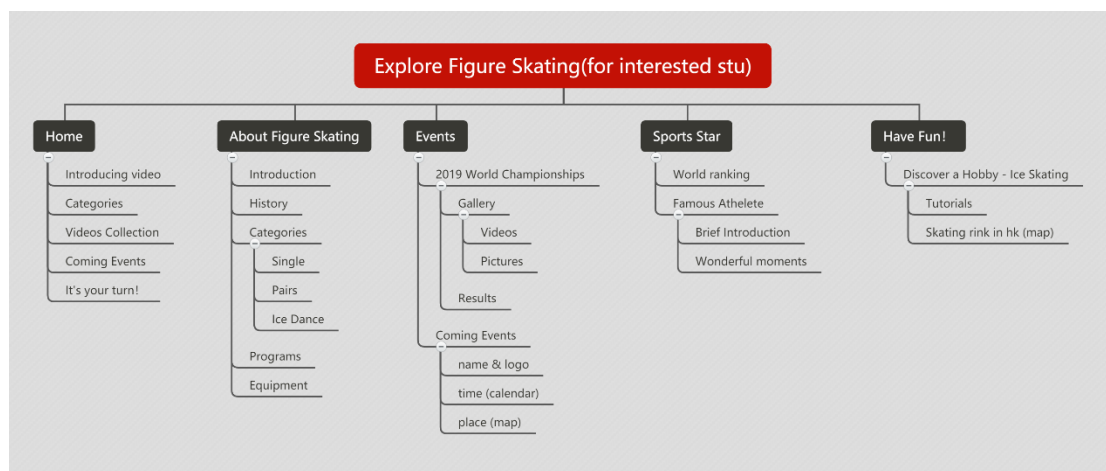 Explore Figure Skating(for interested stu)
Home
Introducing video
Categories
Videos Collection
Coming Events
It's your turn!
About Figure Skating
Introduction
History
Categories
Single
Pairs
Ice Dance
Programs
Equipment
Events
2019 World Championships
Gallery
Videos
Pictures
Results
Coming Events
name & logo
time (calendar)
place (map)
Sports Star
World ranking
Famous Athelete
Brief Introduction
Wonderful moments
Have Fun!
Discover a Hobby - Ice Skating
Tutorials
Skating rink in hk (map)